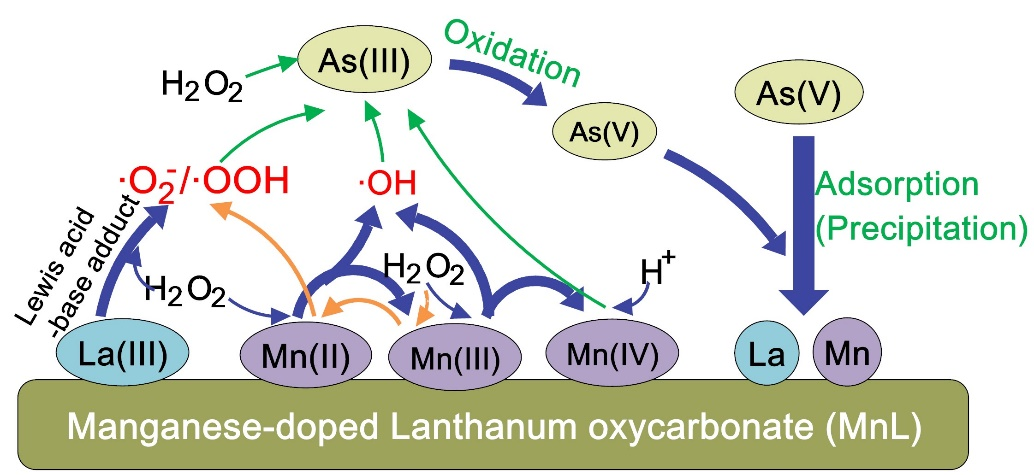 Oxidation
As(III)
H2O2
As(V)
As(V)
·O2-/·OOH
·OH
Adsorption
(Precipitation)
Lewis acid
-base adduct
H2O2
H2O2
H+
La(III)
Mn(II)
Mn(III)
Mn(IV)
La
Mn
Manganese-doped Lanthanum oxycarbonate (MnL)